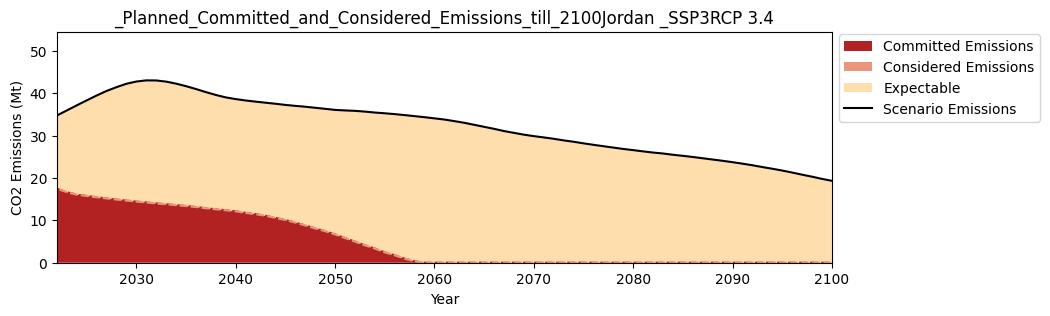 _Planned_Committed_and_Considered_Emissions_till_2100Jordan _SSP3RCP 3.4
CO2 Emissions (Mt)
50
40
30
20
10
0
2030 2040 2050 2060 2070 2080 2090 2100
Year
Committed Emissions
Considered Emissions
Expectable
Scenario Emissions